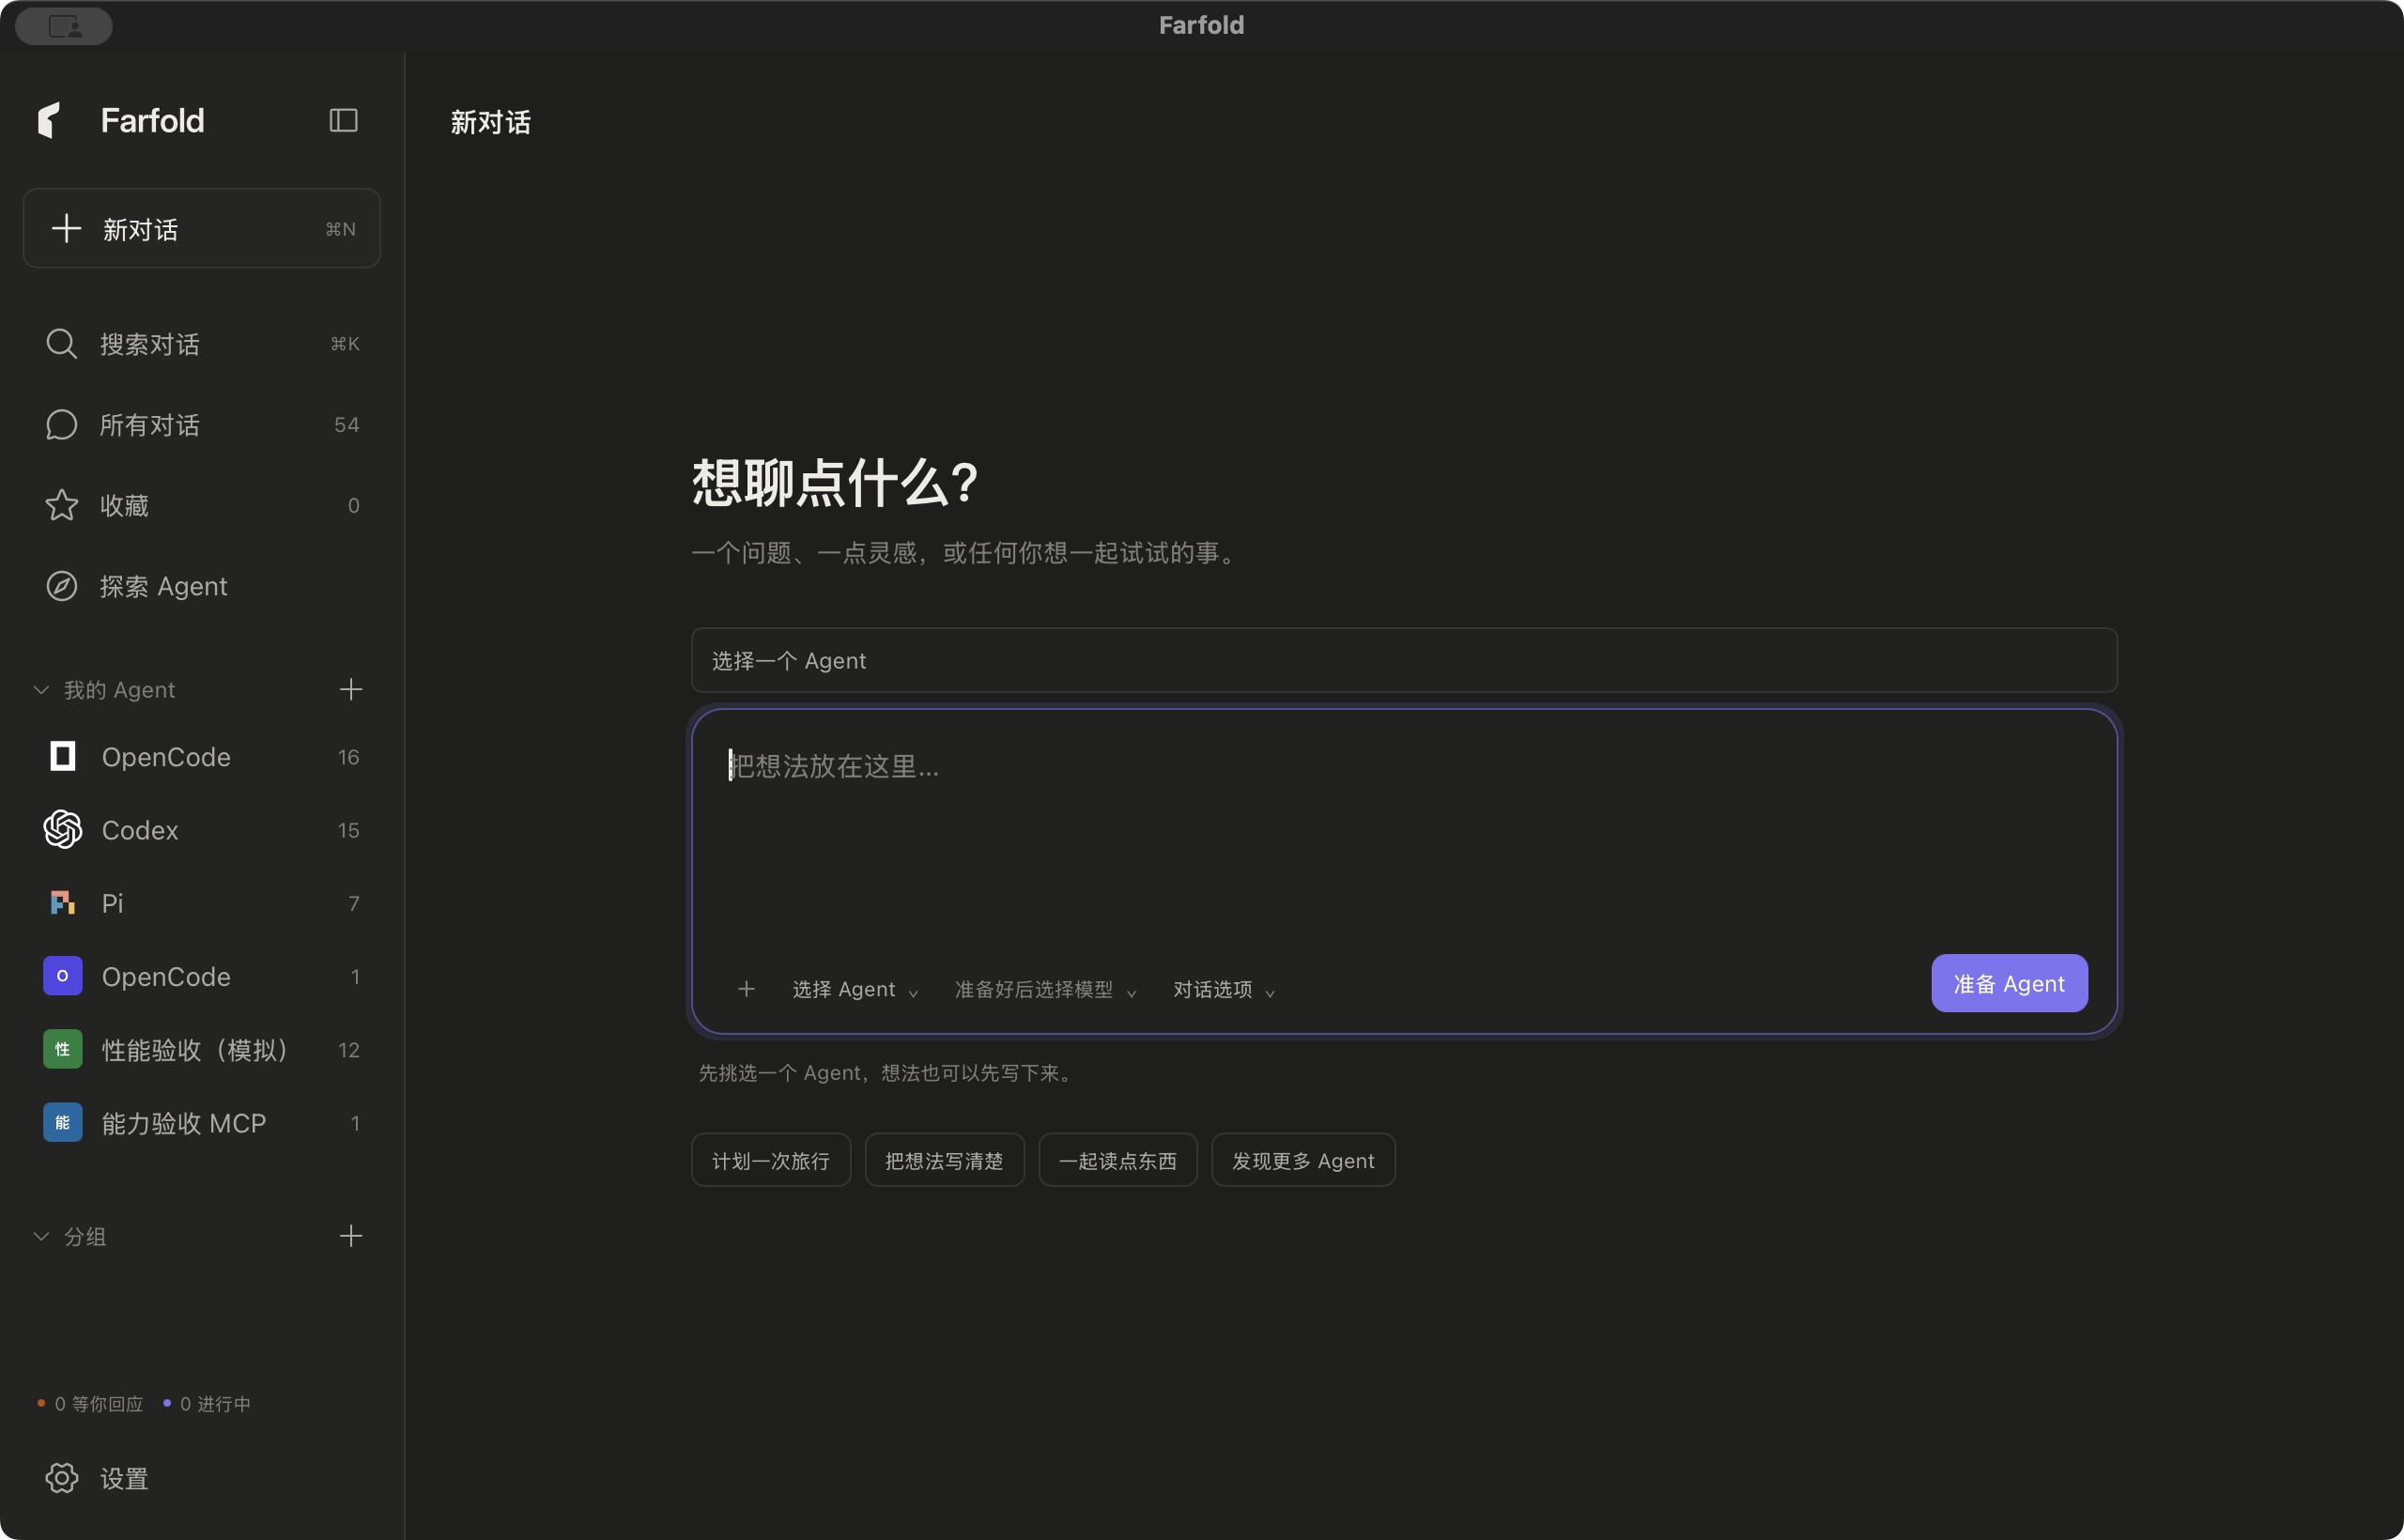 Farfold
Farfold
新对话 ⌘N
搜索对话 ⌘K
所有对话 54
收藏 0
探索 Agent
我的 Agent
OpenCode 16
Codex 15
Pi 7
O OpenCode 1
性 性能验收（模拟） 12
能 能力验收 MCP 1
分组
0 等你回应 0 进行中
设置
新对话
想聊点什么?
一个问题、一点灵感，或任何你想一起试试的事。
选择一个 Agent
把想法放在这里...
选择 Agent 准备好后选择模型 对话选项 准备 Agent
先挑选一个 Agent，想法也可以先写下来。
计划一次旅行 把想法写清楚 一起读点东西 发现更多 Agent